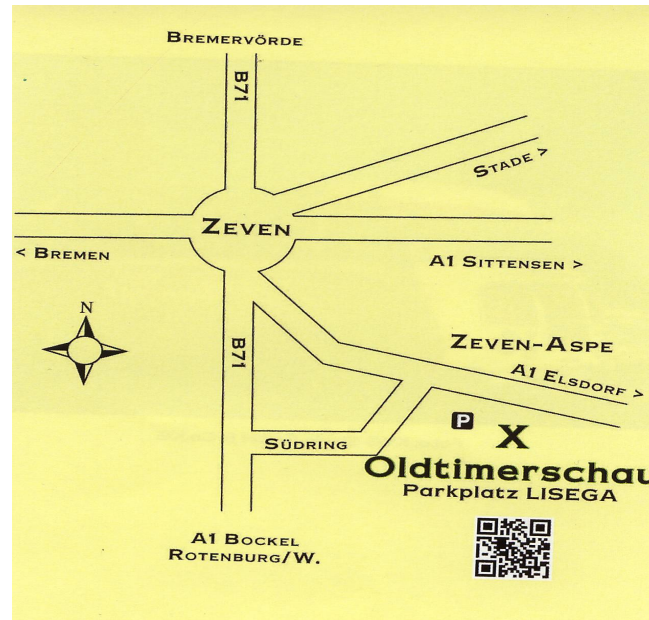 BREMERVÖRDE
B71
STADE >
ZEVEN
< BREMEN
A1 SITTENSEN >
N
ZEVEN-ASPE
B71
A1 ELSDORF >
P
X
SÜDRING
Oldtimerschau
Parkplatz LISEGA
A1 BOCKEL
ROTENBURG/W.